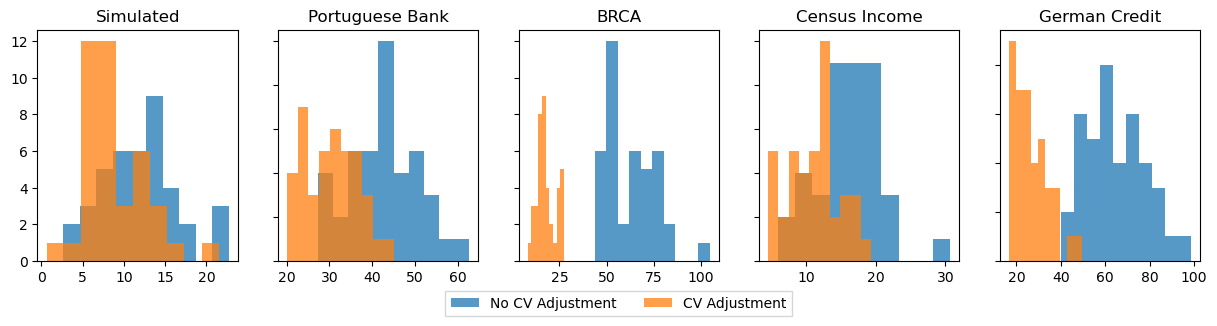 Simulated Portuguese Bank BRCA Census Income German Credit
12
10
8
6
4
2
0
0 5 10 15 20 20 30 40 50 60 25 50 75 100 10 20 30 20 40 60 80 100
No CV Adjustment CV Adjustment